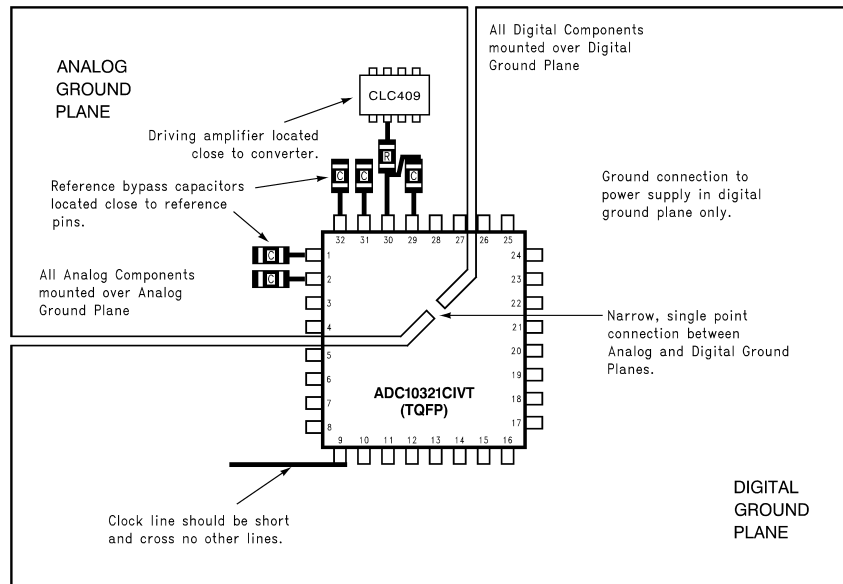 ANALOG
GROUND
PLANE
All Digital Components
mounted over Digital
Ground Plane
CLC409
Driving amplifier located
close to converter.
R
C
C
C
Reference bypass capacitors
located close to reference
pins.
Ground connection to
power supply in digital
ground plane only.
32
31
30
29
28
27
26
25
C
C
1
2
3
4
5
6
7
8
24
23
22
21
20
19
18
17
All Analog Components
mounted over Analog
Ground Plane
Narrow, single point
connection between
Analog and Digital Ground
Planes.
ADC10321CIVT
(TQFP)
9
10
11
12
13
14
15
16
Clock line should be short
and cross no other lines.
DIGITAL
GROUND
PLANE